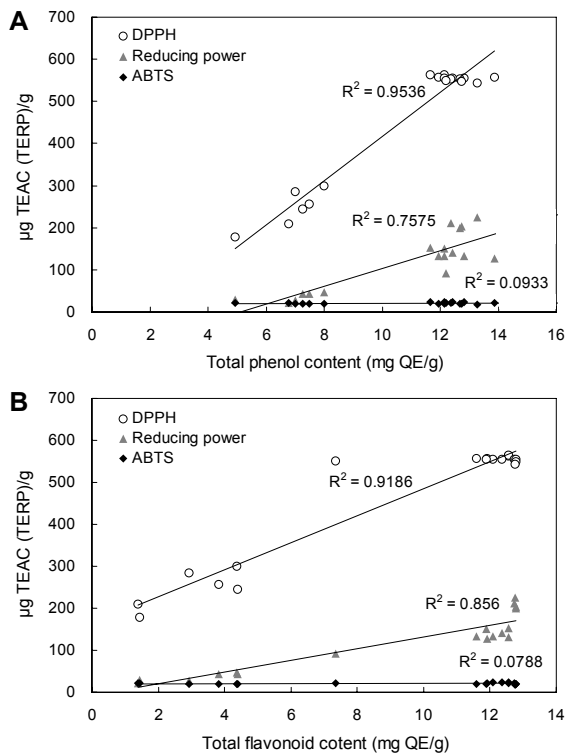 A
700
600
500
400
300
200
100
0
µg TEAC (TERP)/g
DPPH
Reducing power
ABTS
R² = 0.9536
R² = 0.7575
R² = 0.0933
0 2 4 6 8 10 12 14 16
Total phenol content (mg QE/g)
B
700
600
500
400
300
200
100
0
µg TEAC (TERP)/g
DPPH
Reducing power
ABTS
R² = 0.9186
R² = 0.856
R² = 0.0788
0 2 4 6 8 10 12 14
Total flavonoid cotent (mg QE/g)